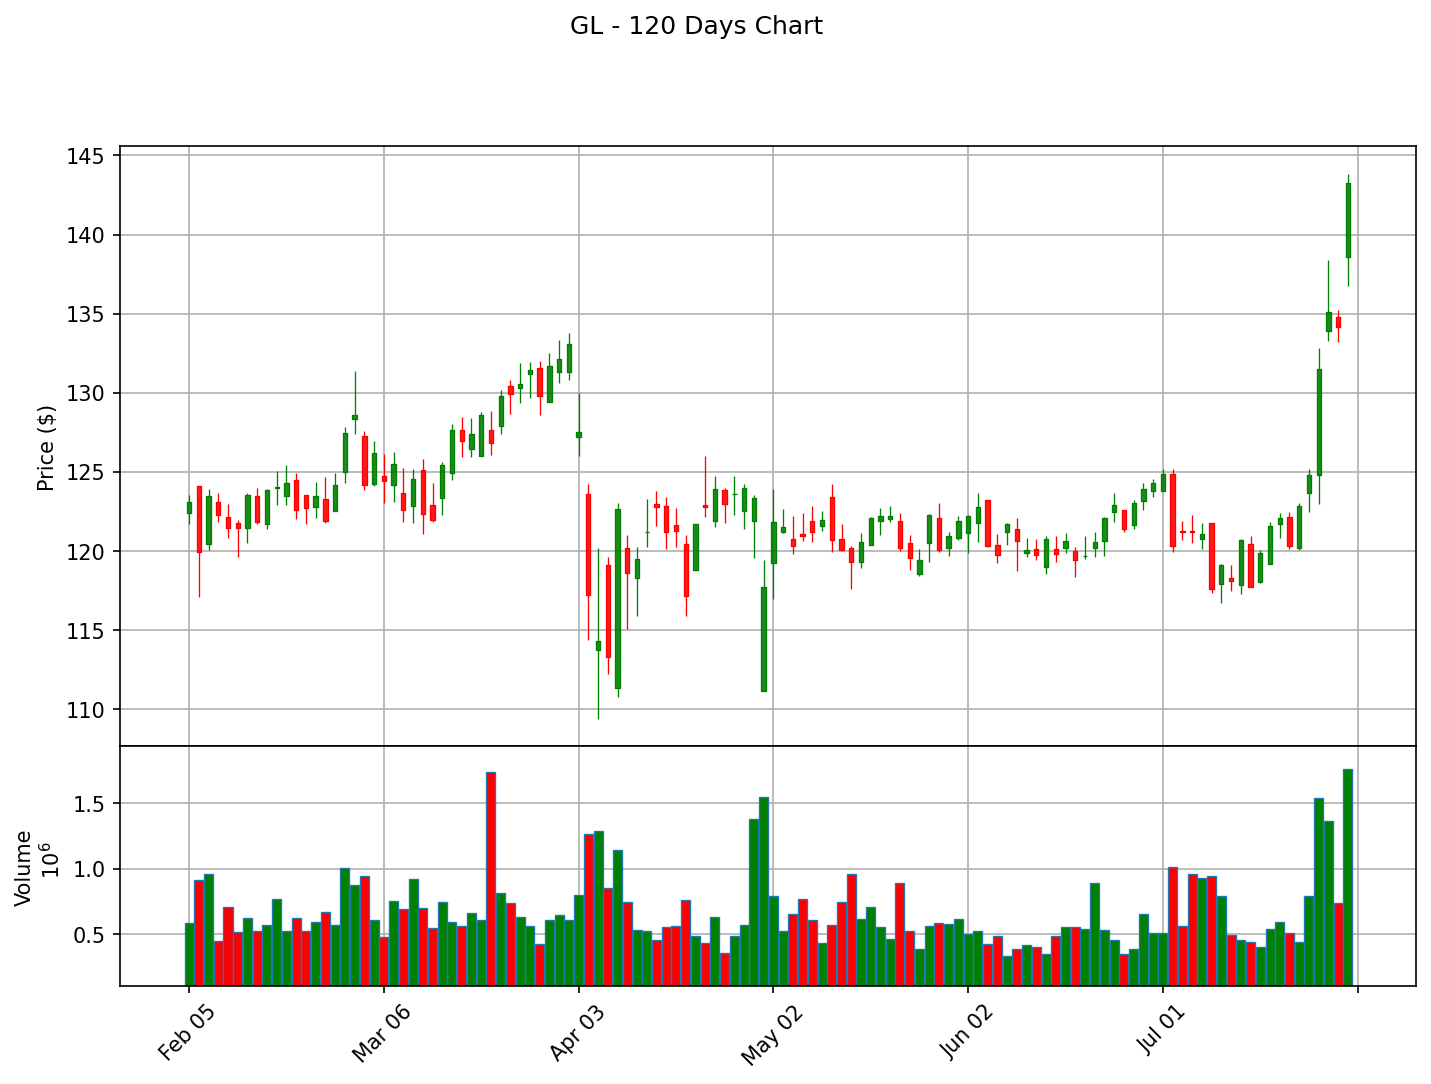 GL - 120 Days Chart
145
140
135
130
125
120
115
110
Price ($)
1.5
1.0
0.5
Volume
10⁶
Feb 05
Mar 06
Apr 03
May 02
Jun 02
Jul 01